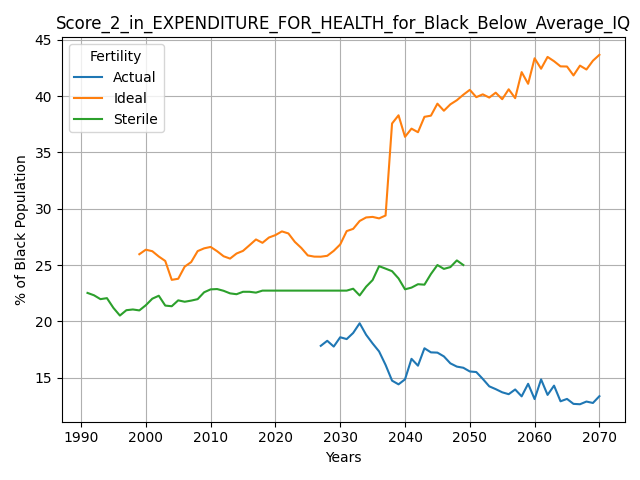 Score_2_in_EXPENDITURE_FOR_HEALTH_for_Black_Below_Average_IQ
45
40
35
30
25
20
15
% of Black Population
Fertility
Actual
Ideal
Sterile
1990 2000 2010 2020 2030 2040 2050 2060 2070
Years